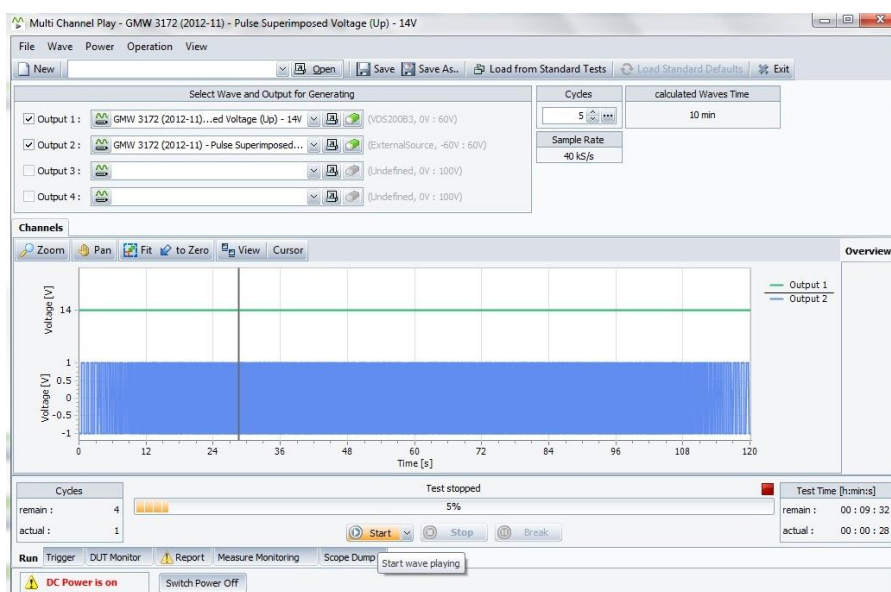 Multi Channel Play - GMW 3172 (2012-11) - Pulse Superimposed Voltage (Up) - 14V
File Wave Power Operation View
New Open Save Save As.. Load from Standard Tests Load Standard Defaults Exit
Select Wave and Output for Generating Cycles calculated Waves Time
Output 1 : GMW 3172 (2012-11)...ed Voltage (Up) - 14V (VDS200B3, 0V : 60V) 5 10 min
Output 2 : GMW 3172 (2012-11) - Pulse Superimposed... (ExternalSource, -60V : 60V) Sample Rate
40 kS/s
Output 3 : (Undefined, 0V : 100V)
Output 4 : (Undefined, 0V : 100V)
Channels
Zoom Pan Fit to Zero View Cursor Overview
Output 1
Output 2
Voltage [V]
14
Voltage [V]
1
0.5
0
-0.5
-1
0 12 24 36 48 60 72 84 96 108 120
Time [s]
Cycles Test stopped Test Time [h:min:s]
remain : 4 5% remain : 00 : 09 : 32
actual : 1 Start Stop Break actual : 00 : 00 : 28
Run Trigger DUT Monitor Report Measure Monitoring Scope Dump
Start wave playing
DC Power is on Switch Power Off